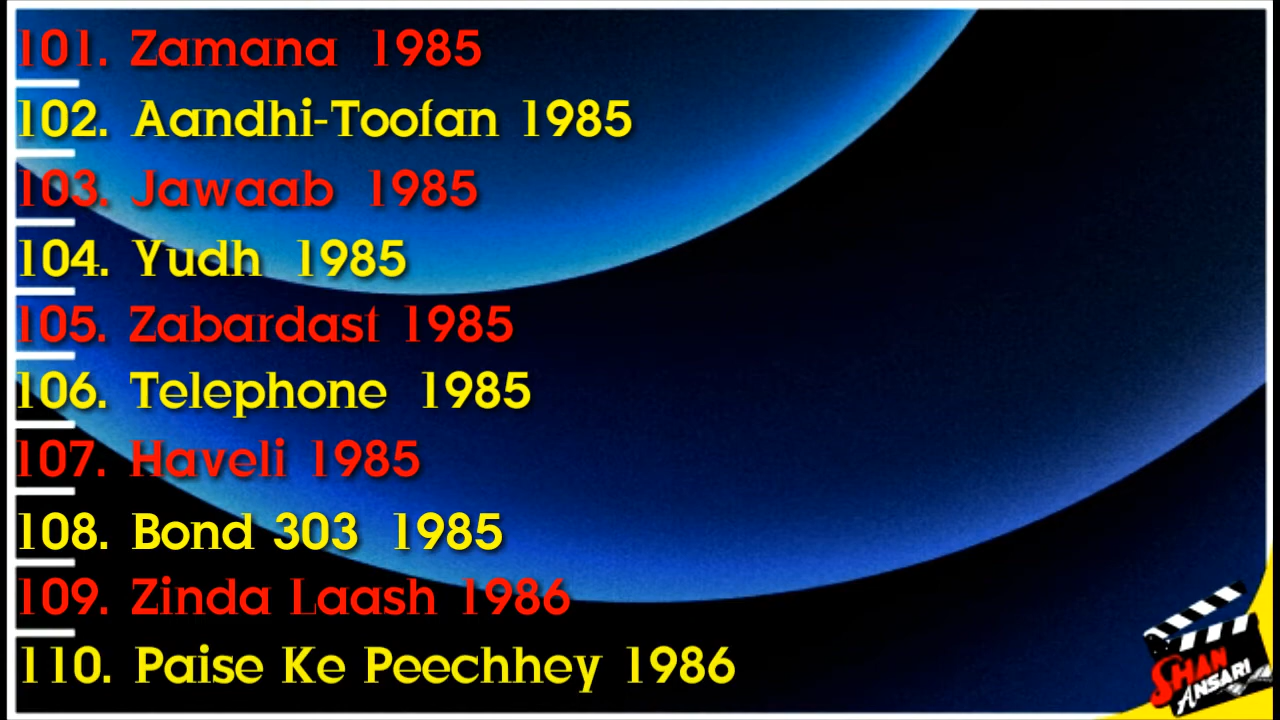 101. Zamana 1985
102. Aandhi-Toofan 1985
103. Jawaab 1985
104. Yudh 1985
105. Zabardast 1985
106. Telephone 1985
107. Haveli 1985
108. Bond 303 1985
109. Zinda Laash 1986
110. Paise Ke Peechhey 1986
SHAN
ANSARI